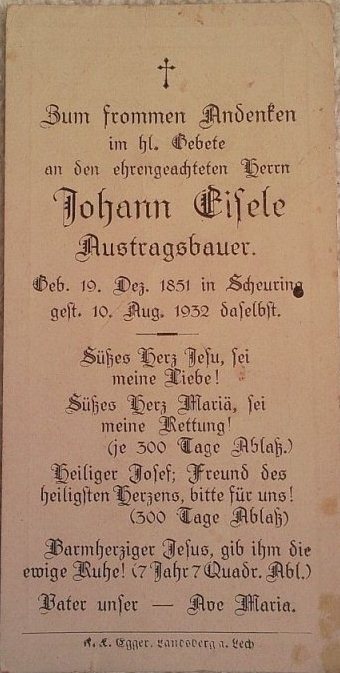 Zum frommen Andenken
im hl. Gebete
an den ehrengeachteten Herrn
Johann Eisele
Austragsbauer.
Geb. 19. Dez. 1851 in Scheuring
gest. 10. Aug. 1932 daselbst.
Süßes Herz Jesu, sei
meine Liebe!
Süßes Herz Mariä, sei
meine Rettung!
(je 300 Tage Ablaß.)
Heiliger Josef; Freund des
heiligsten Herzens, bitte für uns!
(300 Tage Ablaß)
Barmherziger Jesus, gib ihm die
ewige Ruhe! (7 Jahr 7 Quadr. Abl.)
Vater unser — Ave Maria.
Egger, Landsberg a. Lech